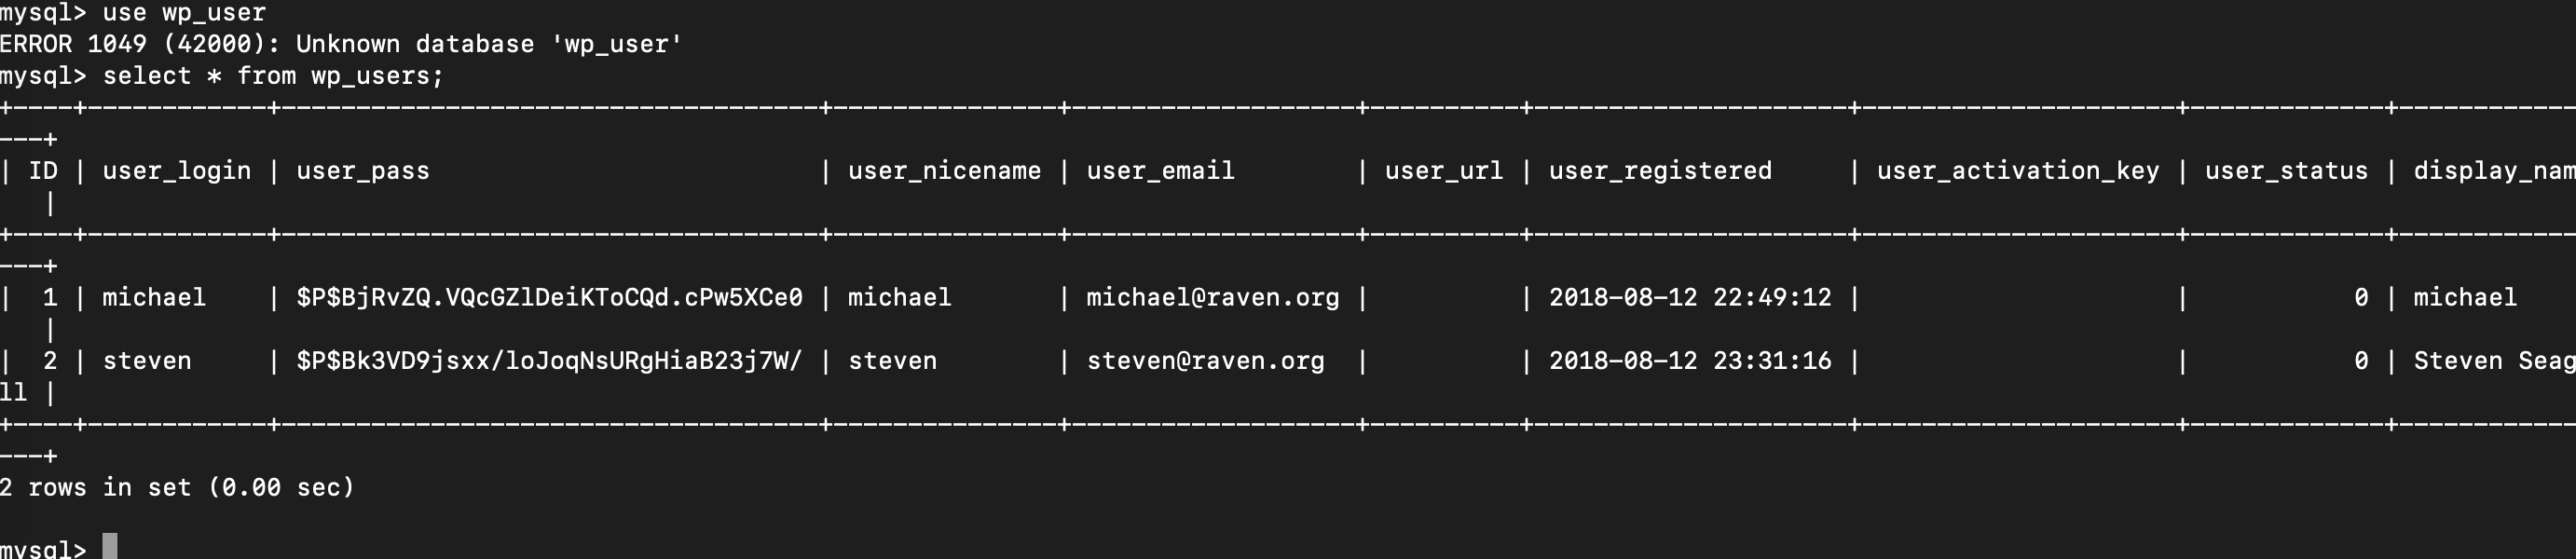 mysql> use wp_user
ERROR 1049 (42000): Unknown database 'wp_user'
mysql> select * from wp_users;
+----+------------+------------------------------------+---------------+-------------------+----------+---------------------+---------------------+-------------+------------
---+
| ID | user_login | user_pass                          | user_nicename | user_email        | user_url | user_registered     | user_activation_key | user_status | display_nam
   |
+----+------------+------------------------------------+---------------+-------------------+----------+---------------------+---------------------+-------------+------------
---+
|  1 | michael    | $P$BjRvZQ.VQcGZlDeiKToCQd.cPw5XCe0 | michael       | michael@raven.org |          | 2018-08-12 22:49:12 |                     |           0 | michael
   |
|  2 | steven     | $P$Bk3VD9jsxx/loJoqNsURgHiaB23j7W/ | steven        | steven@raven.org  |          | 2018-08-12 23:31:16 |                     |           0 | Steven Seag
ll |
+----+------------+------------------------------------+---------------+-------------------+----------+---------------------+---------------------+-------------+------------
---+
2 rows in set (0.00 sec)
mysql>